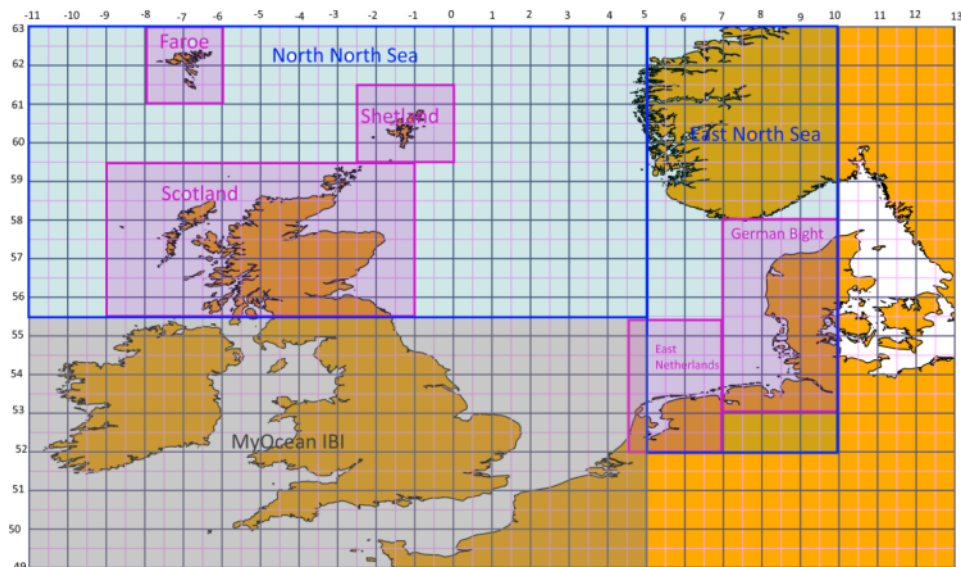 -11 -10 -9 -8 -7 -6 -5 -4 -3 -2 -1 0 1 2 3 4 5 6 7 8 9 10 11 12 13
63
Faroe
North North Sea
62
61
Shetland
East North Sea
60
59
Scotland
58
German Bight
57
56
55
East
Netherlands
54
53
MyOcean IBI
52
51
50
49